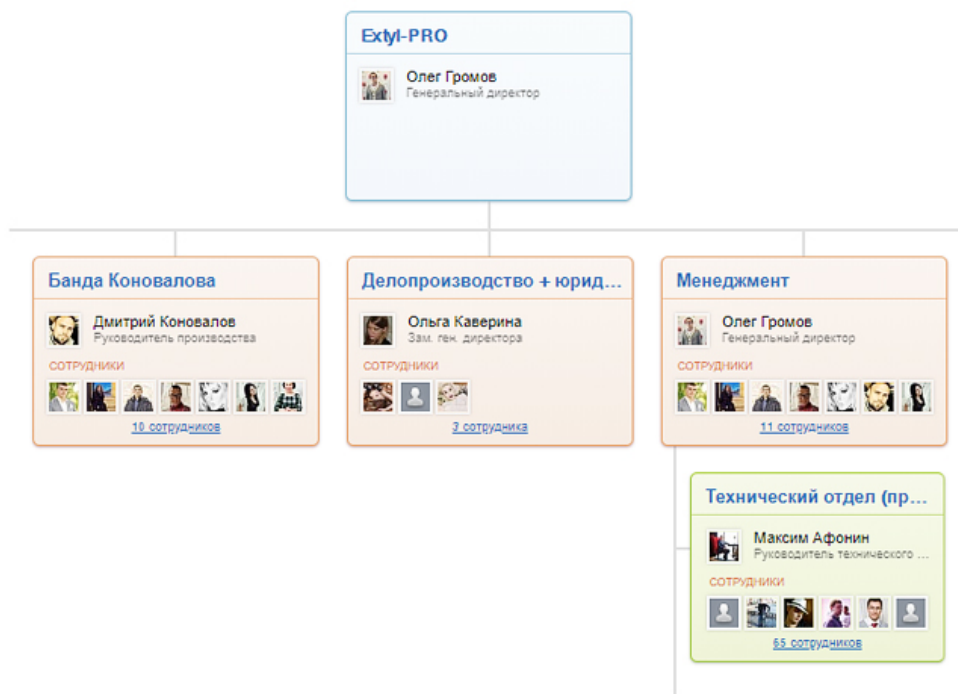 Extyl-PRO
Олег Громов
Генеральный директор
Банда Коновалова
Дмитрий Коновалов
Руководитель производства
СОТРУДНИКИ
10 сотрудников
Делопроизводство + юрид...
Ольга Каверина
Зам. ген. директора
СОТРУДНИКИ
3 сотрудника
Менеджмент
Олег Громов
Генеральный директор
СОТРУДНИКИ
11 сотрудников
Технический отдел (пр...
Максим Афонин
Руководитель технического ...
СОТРУДНИКИ
65 сотрудников